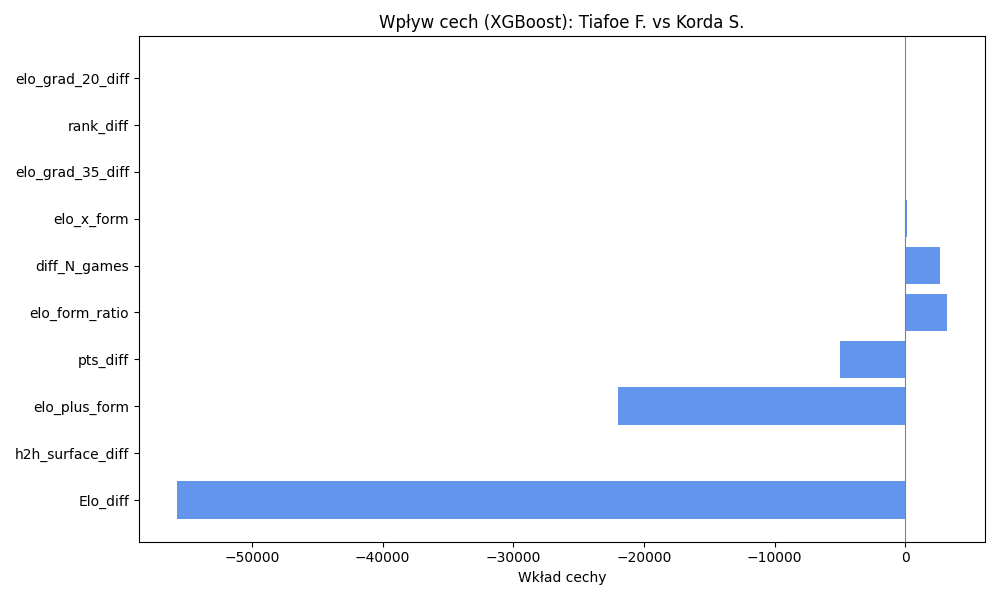 Wpływ cech (XGBoost): Tiafoe F. vs Korda S.
elo_grad_20_diff
rank_diff
elo_grad_35_diff
elo_x_form
diff_N_games
elo_form_ratio
pts_diff
elo_plus_form
h2h_surface_diff
Elo_diff
−50000 −40000 −30000 −20000 −10000 0
Wkład cechy